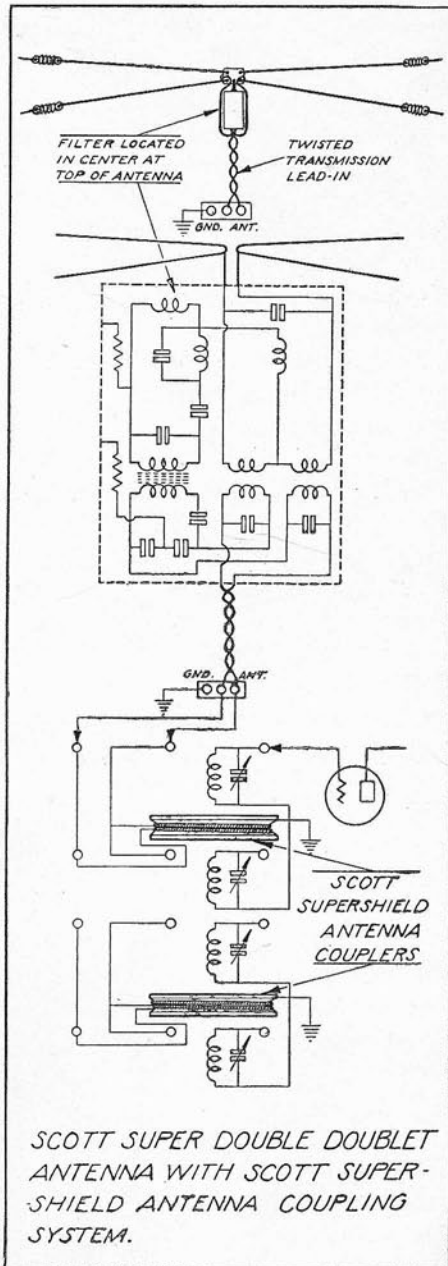 FILTER LOCATED
IN CENTER AT
TOP OF ANTENNA
TWISTED
TRANSMISSION
LEAD-IN
GND. ANT.
GND. ANT.
SCOTT
SUPERSHIELD
ANTENNA
COUPLERS
SCOTT SUPER DOUBLE DOUBLET
ANTENNA WITH SCOTT SUPER-
-SHIELD ANTENNA COUPLING
SYSTEM.